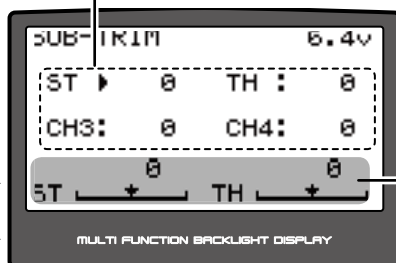 SUB-TRIM 6.4v
ST ▶ 0 TH : 0
CH3: 0 CH4: 0
0 0
ST TH
MULTI FUNCTION BACKLIGHT DISPLAY